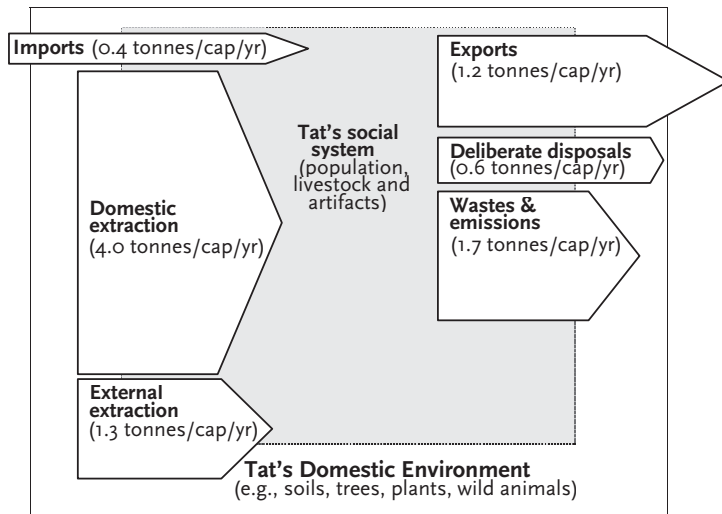 Imports (0.4 tonnes/cap/yr)
Domestic
extraction
(4.0 tonnes/cap/yr)
External
extraction
(1.3 tonnes/cap/yr)
Tat's social
system
(population,
livestock and
artifacts)
Exports
(1.2 tonnes/cap/yr)
Deliberate disposals
(0.6 tonnes/cap/yr)
Wastes &
emissions
(1.7 tonnes/cap/yr)
Tat's Domestic Environment
(e.g., soils, trees, plants, wild animals)